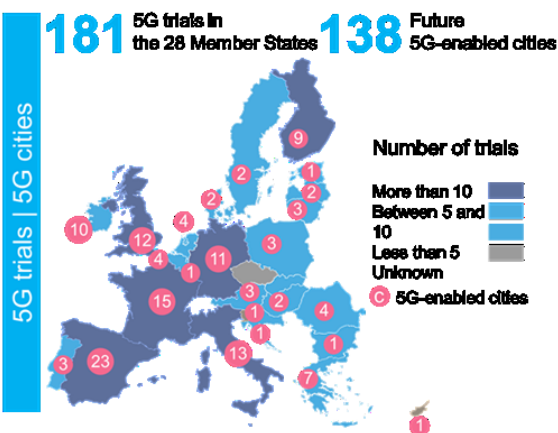 181 5G trials in
the 28 Member States
138 Future
5G-enabled cities
5G trials | 5G cities
Number of trials
More than 10
Between 5 and
10
Less than 5
Unknown
C 5G-enabled cities
9
2
1
2
2
3
4
10
12
4
11
3
1
3
2
15
1
4
1
13
1
3
23
7
1